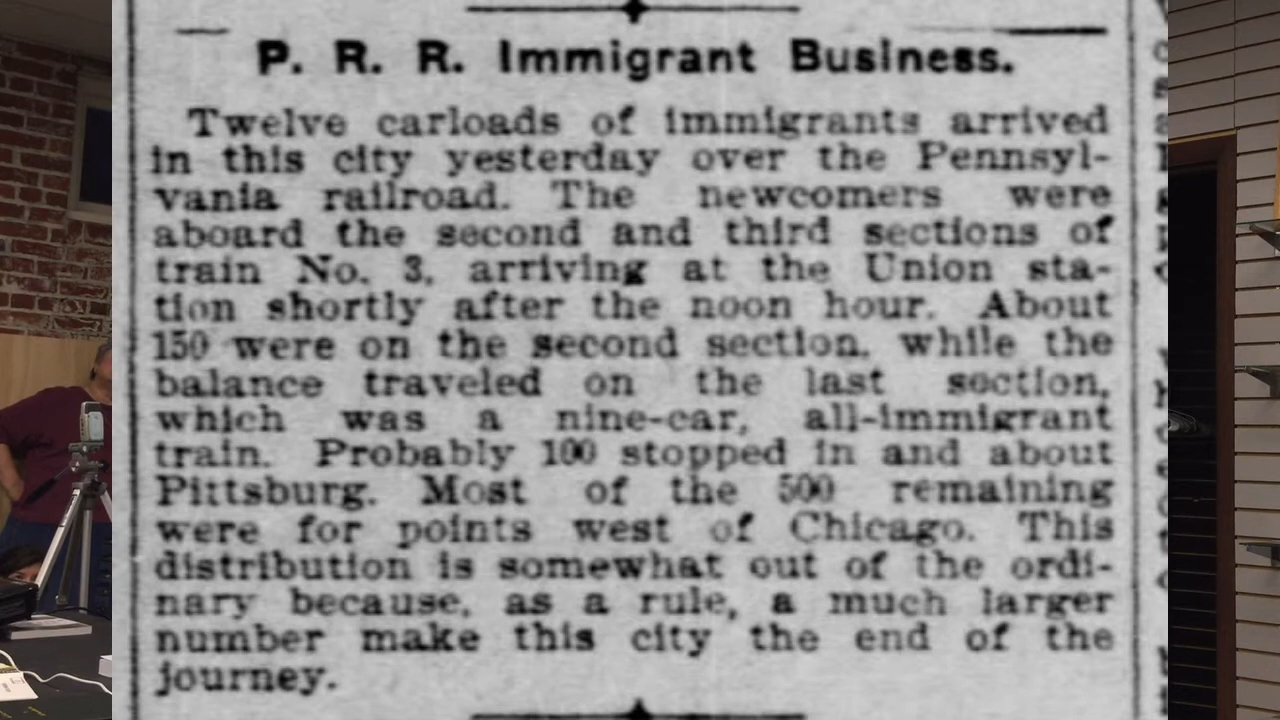 P. R. R. Immigrant Business.
Twelve carloads of immigrants arrived
in this city yesterday over the Pennsyl-
vania railroad. The newcomers were
aboard the second and third sections of
train No. 3, arriving at the Union sta-
tion shortly after the noon hour. About
150 were on the second section, while the
balance traveled on the last section,
which was a nine-car, all-immigrant
train. Probably 100 stopped in and about
Pittsburg. Most of the 500 remaining
were for points west of Chicago. This
distribution is somewhat out of the ordi-
nary because, as a rule, a much larger
number make this city the end of the
journey.